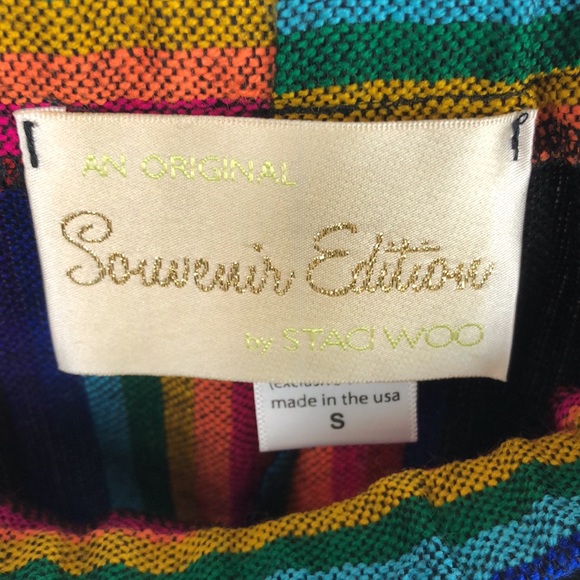 AN ORIGINAL
Souvenir Edition
by STACI WOO
made in the usa
S